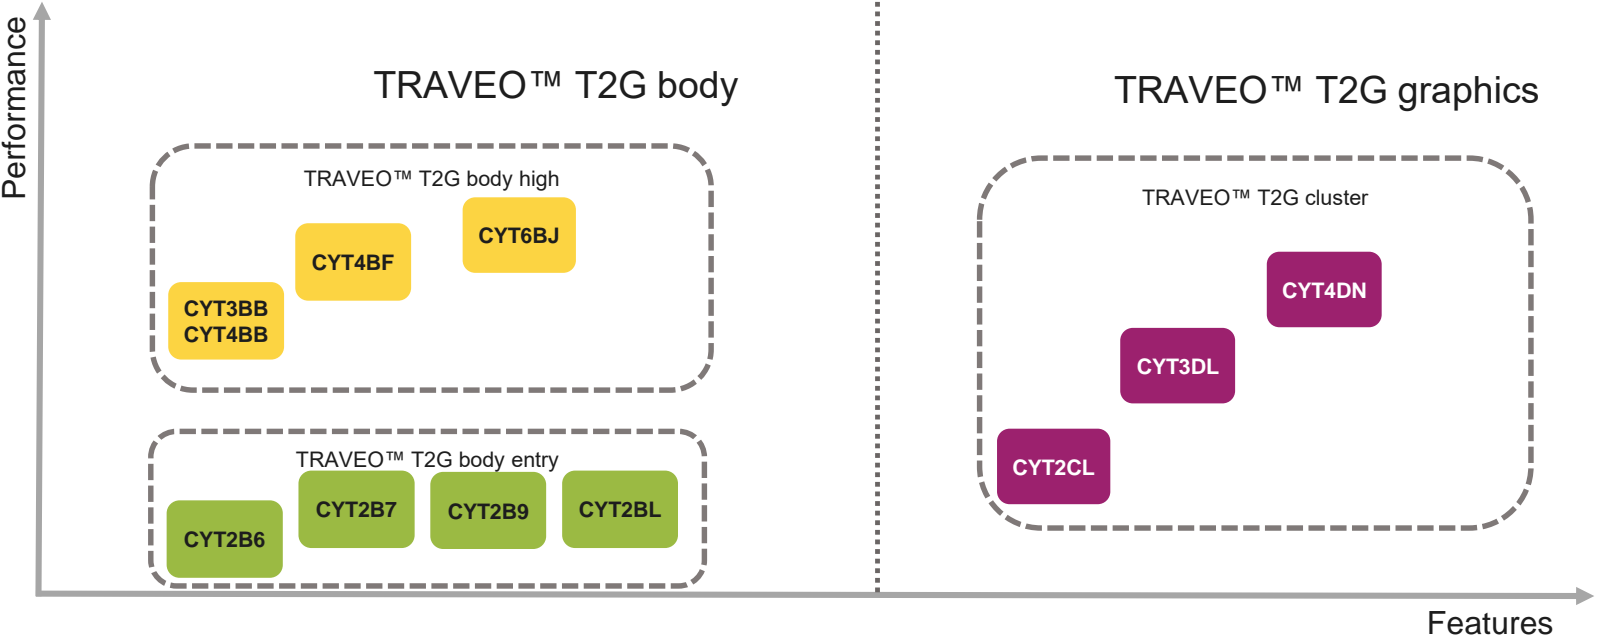 Performance
TRAVEO™ T2G body
TRAVEO™ T2G body high
CYT6BJ
CYT4BF
CYT3BB
CYT4BB
TRAVEO™ T2G body entry
CYT2B6
CYT2B7
CYT2B9
CYT2BL
TRAVEO™ T2G graphics
TRAVEO™ T2G cluster
CYT4DN
CYT3DL
CYT2CL
Features